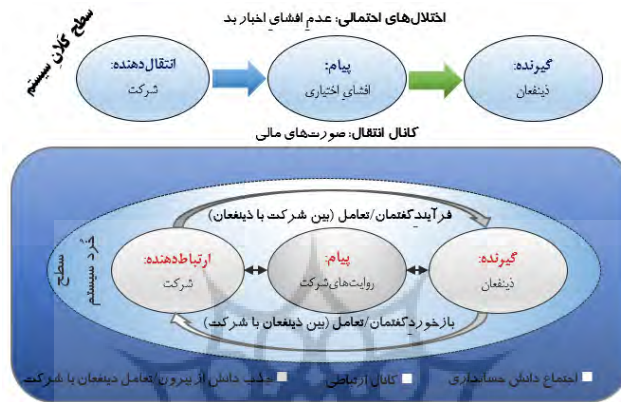 اختلال‌های احتمالی: عدم افشای اخبار بد
سطح کلان سیستم
انتقال‌دهنده:
شرکت
پیام:
افشای اختیاری
گیرنده:
ذینفعان
کانال انتقال: صورت‌های مالی
فرآیند گفتمان/تعامل (بین شرکت با ذینفعان)
سطح
خُرد سیستم
ارتباط‌دهنده:
شرکت
پیام:
روایت‌های شرکت
گیرنده:
ذینفعان
بازخورد گفتمان/تعامل (بین ذینفعان با شرکت)
اجتماع دانش حسابداری
کانال ارتباطی
جذب دانش از بیرون/تعامل ذینفعان با شرکت